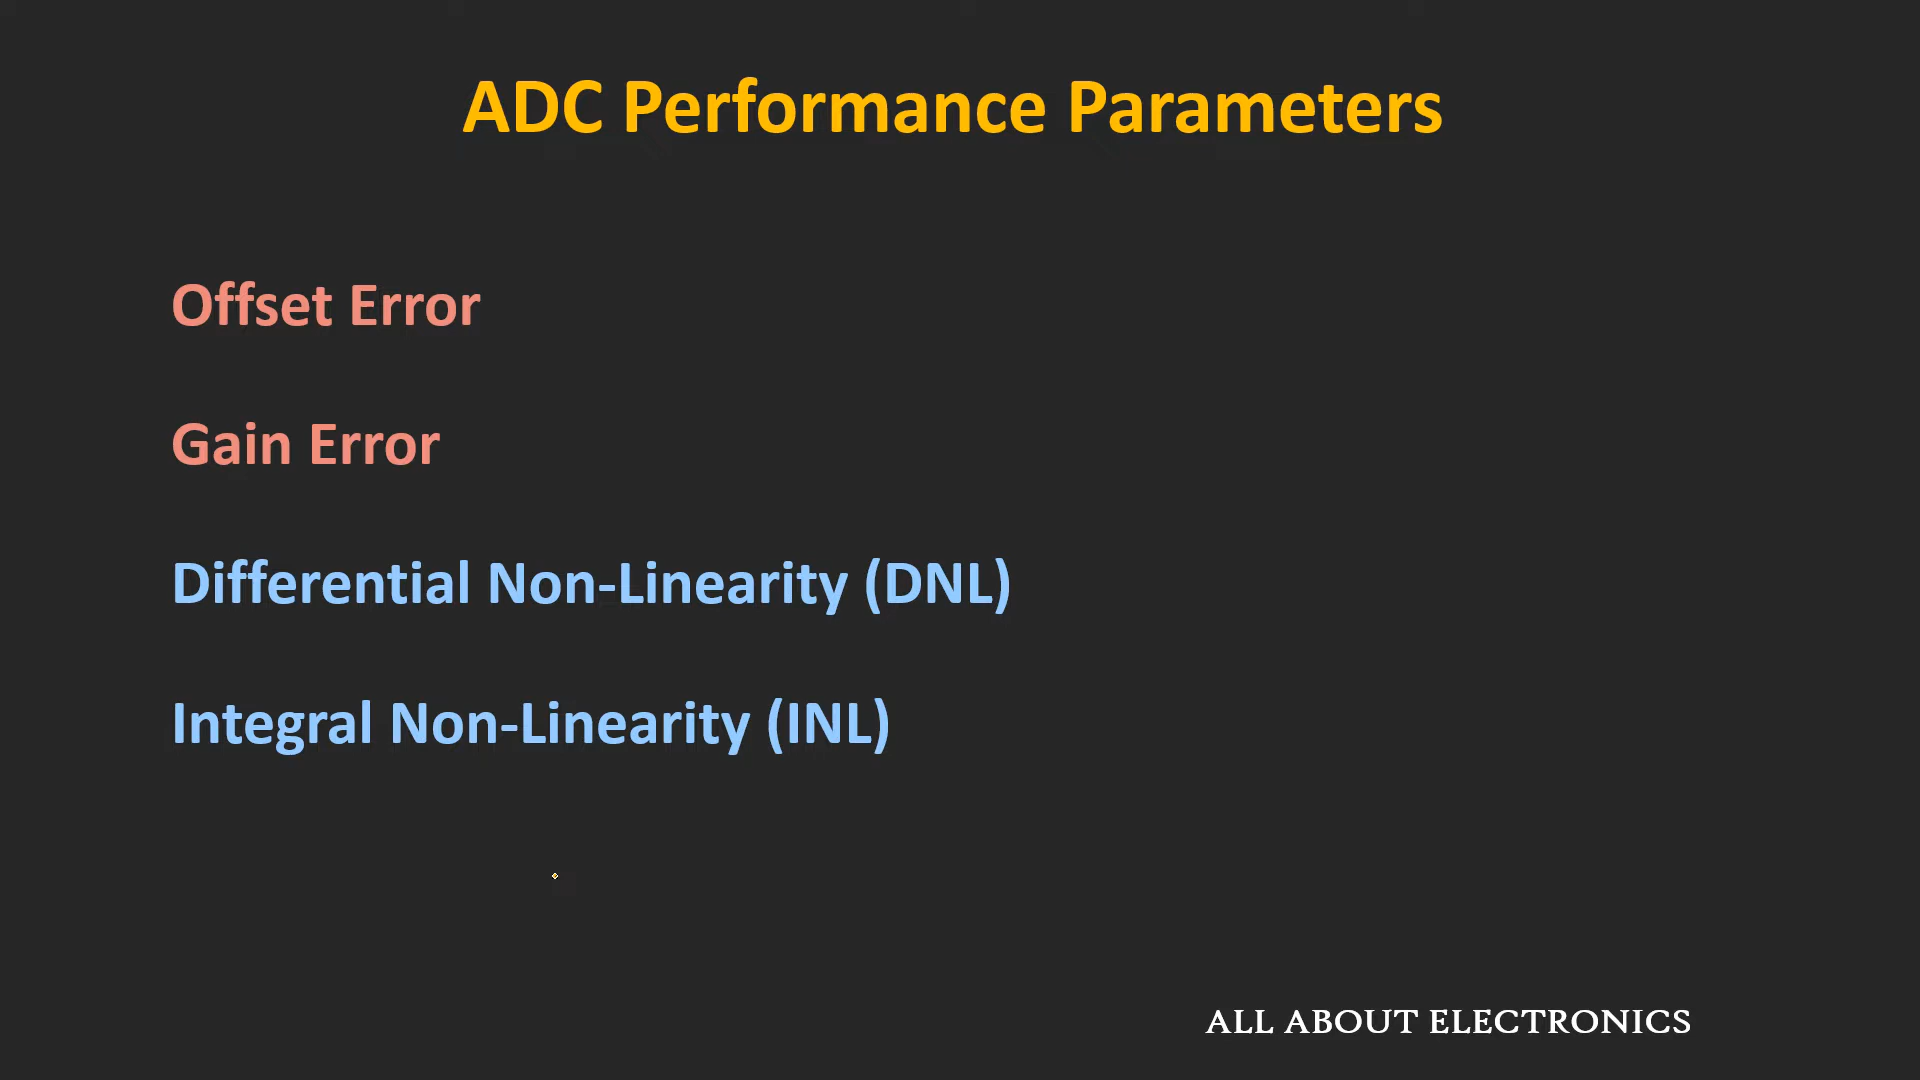 ADC Performance Parameters
Offset Error
Gain Error
Differential Non-Linearity (DNL)
Integral Non-Linearity (INL)
ALL ABOUT ELECTRONICS